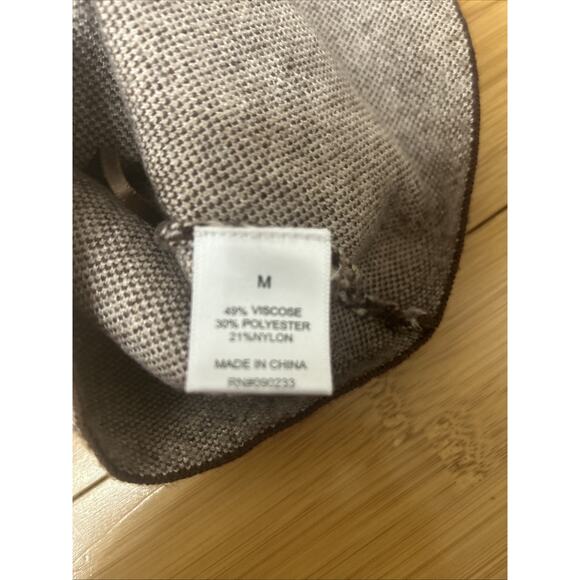 M
49% VISCOSE
30% POLYESTER
21%NYLON
MADE IN CHINA
RN#090233